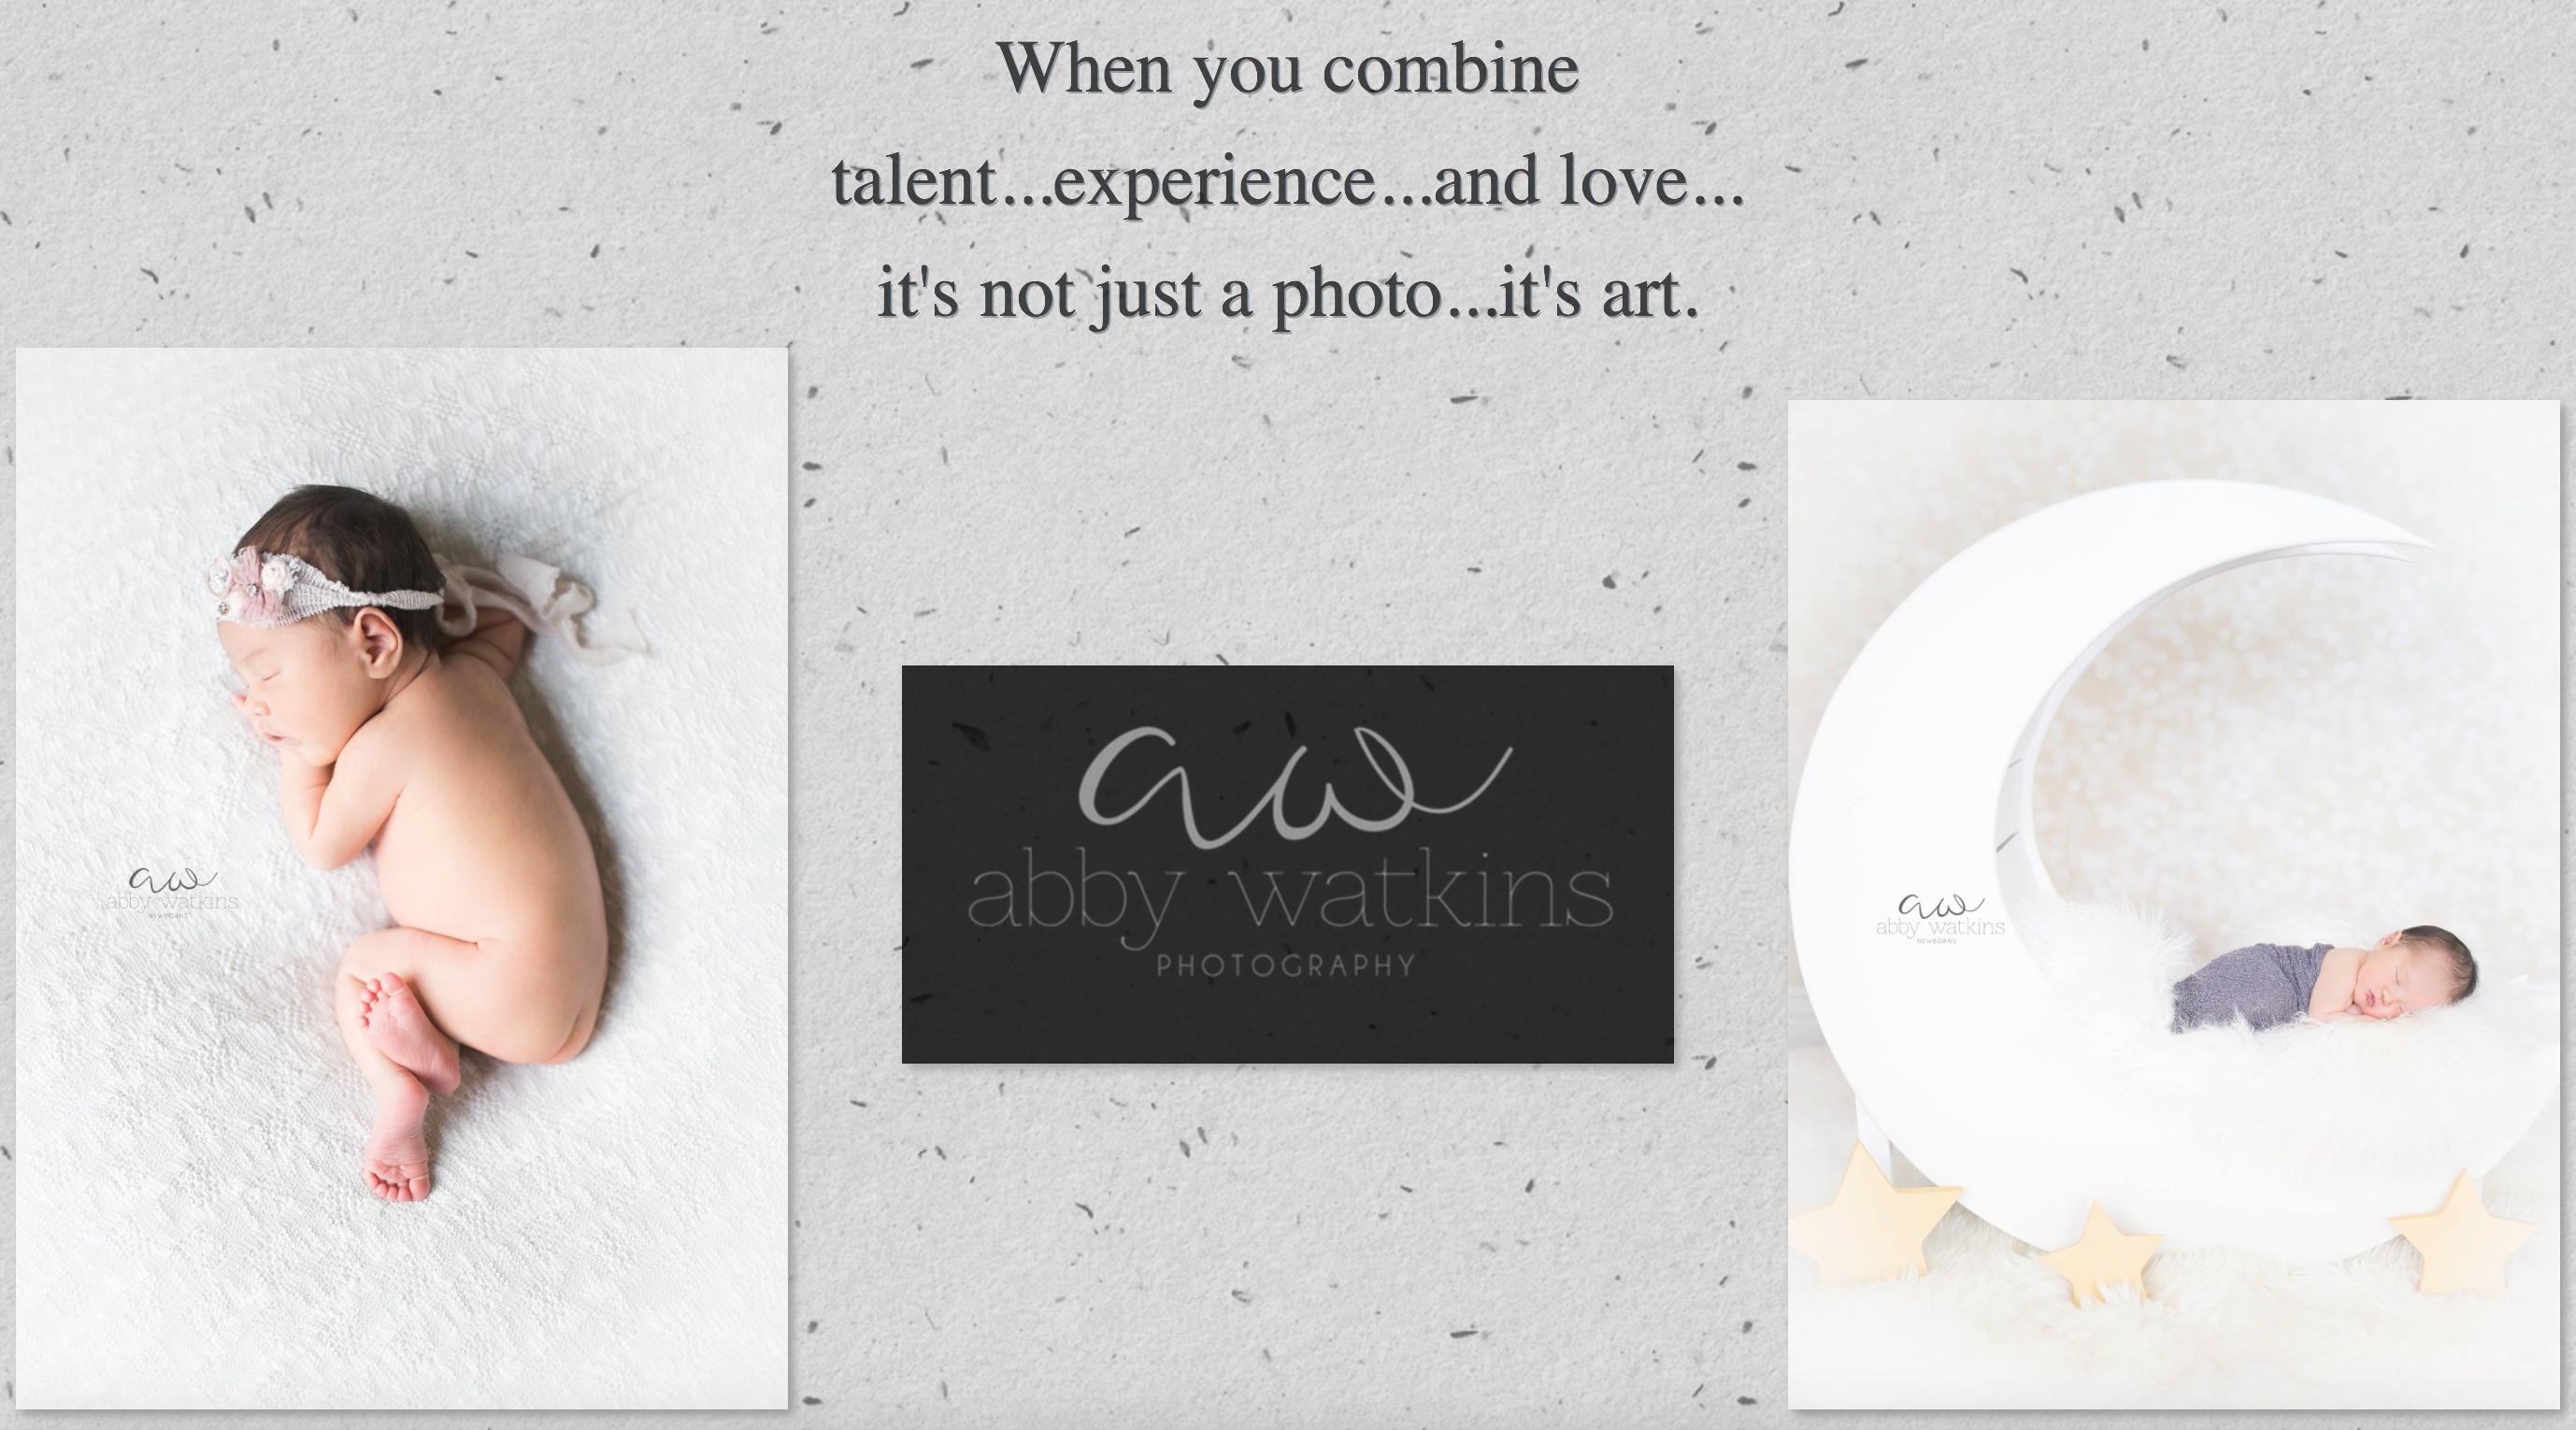 When you combine
talent...experience...and love...
it's not just a photo...it's art.
aw
abby watkins
NEWBORNS
aw
abby watkins
PHOTOGRAPHY
aw
abby watkins
NEWBORNS